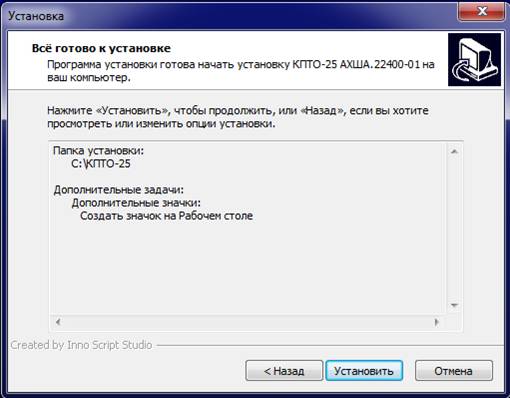 Установка
Всё готово к установке
Программа установки готова начать установку КПТО-25 АХША.22400-01 на
ваш компьютер.
Нажмите «Установить», чтобы продолжить, или «Назад», если вы хотите
просмотреть или изменить опции установки.
Папка установки:
C:\КПТО-25
Дополнительные задачи:
Дополнительные значки:
Создать значок на Рабочем столе
Created by Inno Script Studio
< Назад
Установить
Отмена